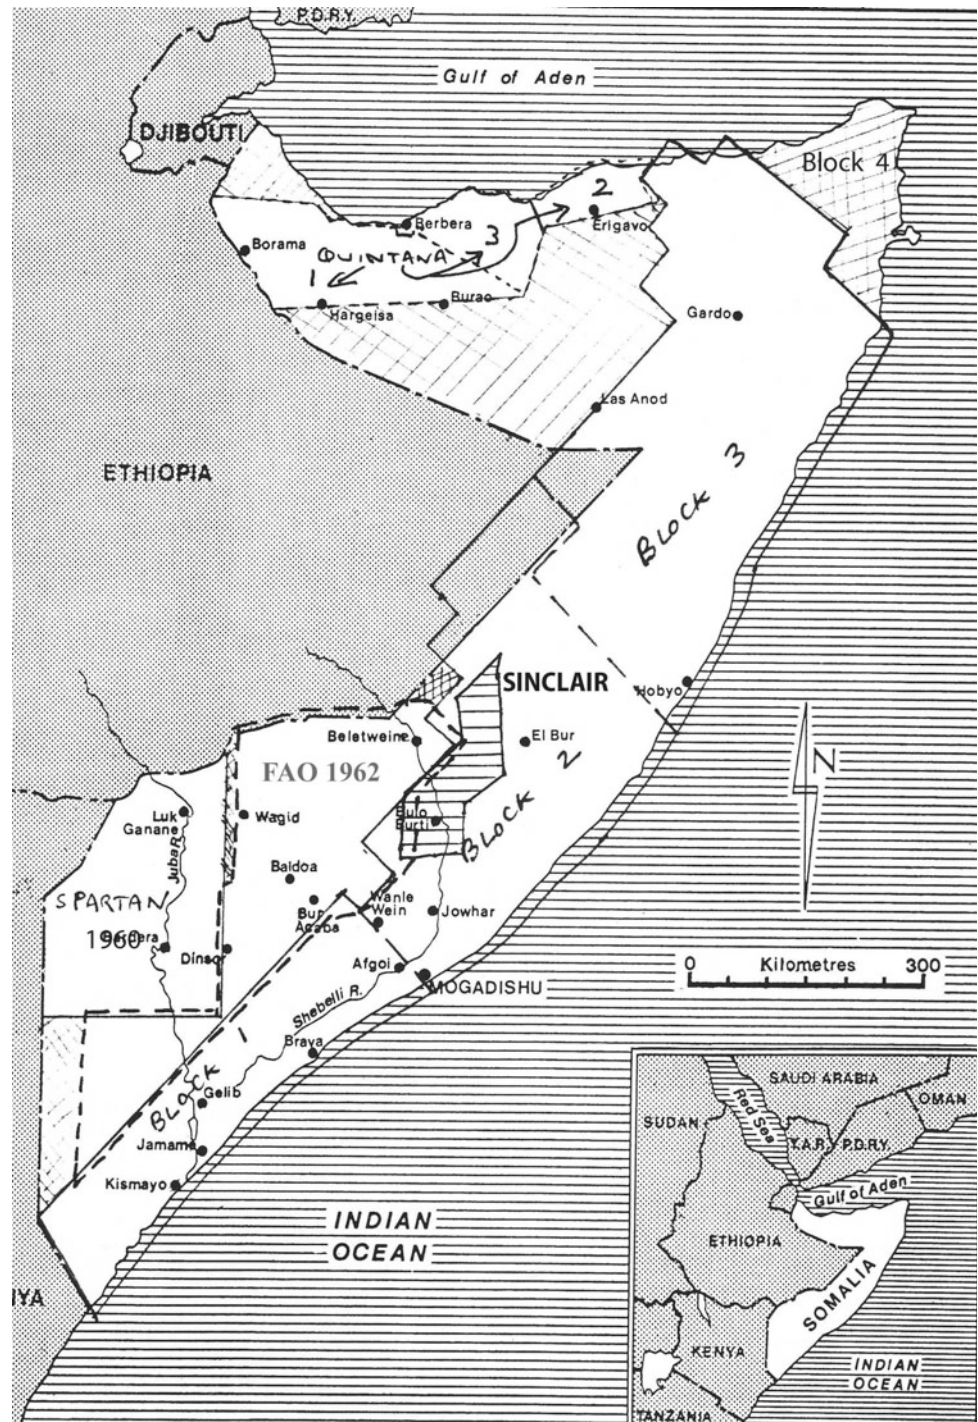 P.D.R.Y.
Gulf of Aden
DJIBOUTI
Block 4
2
Erigavo
Berbera
3
Borama
QUINTANA
1
Burao
Hargeisa
Gardo
Las Anod
ETHIOPIA
BLOCK 3
SINCLAIR
Hobyo
Beletweine
El Bur
FAO 1962
N
Luk
Ganane
Wagid
Bulo
Burti
BLOCK 2
Juba R.
Baidoa
SPARTAN
1960
Bur
Acaba
Wanle
Wein
Jowhar
Dinsor
Afgoi
MOGADISHU
0 Kilometres 300
Shebelli R.
Brava
BLOCK 1
Gelib
Jamame
Kismayo
INDIAN
OCEAN
SAUDI ARABIA
OMAN
SUDAN
Red Sea
Y.A.R.
P.D.R.Y.
Gulf of Aden
ETHIOPIA
SOMALIA
KENYA
INDIAN
OCEAN
TANZANIA